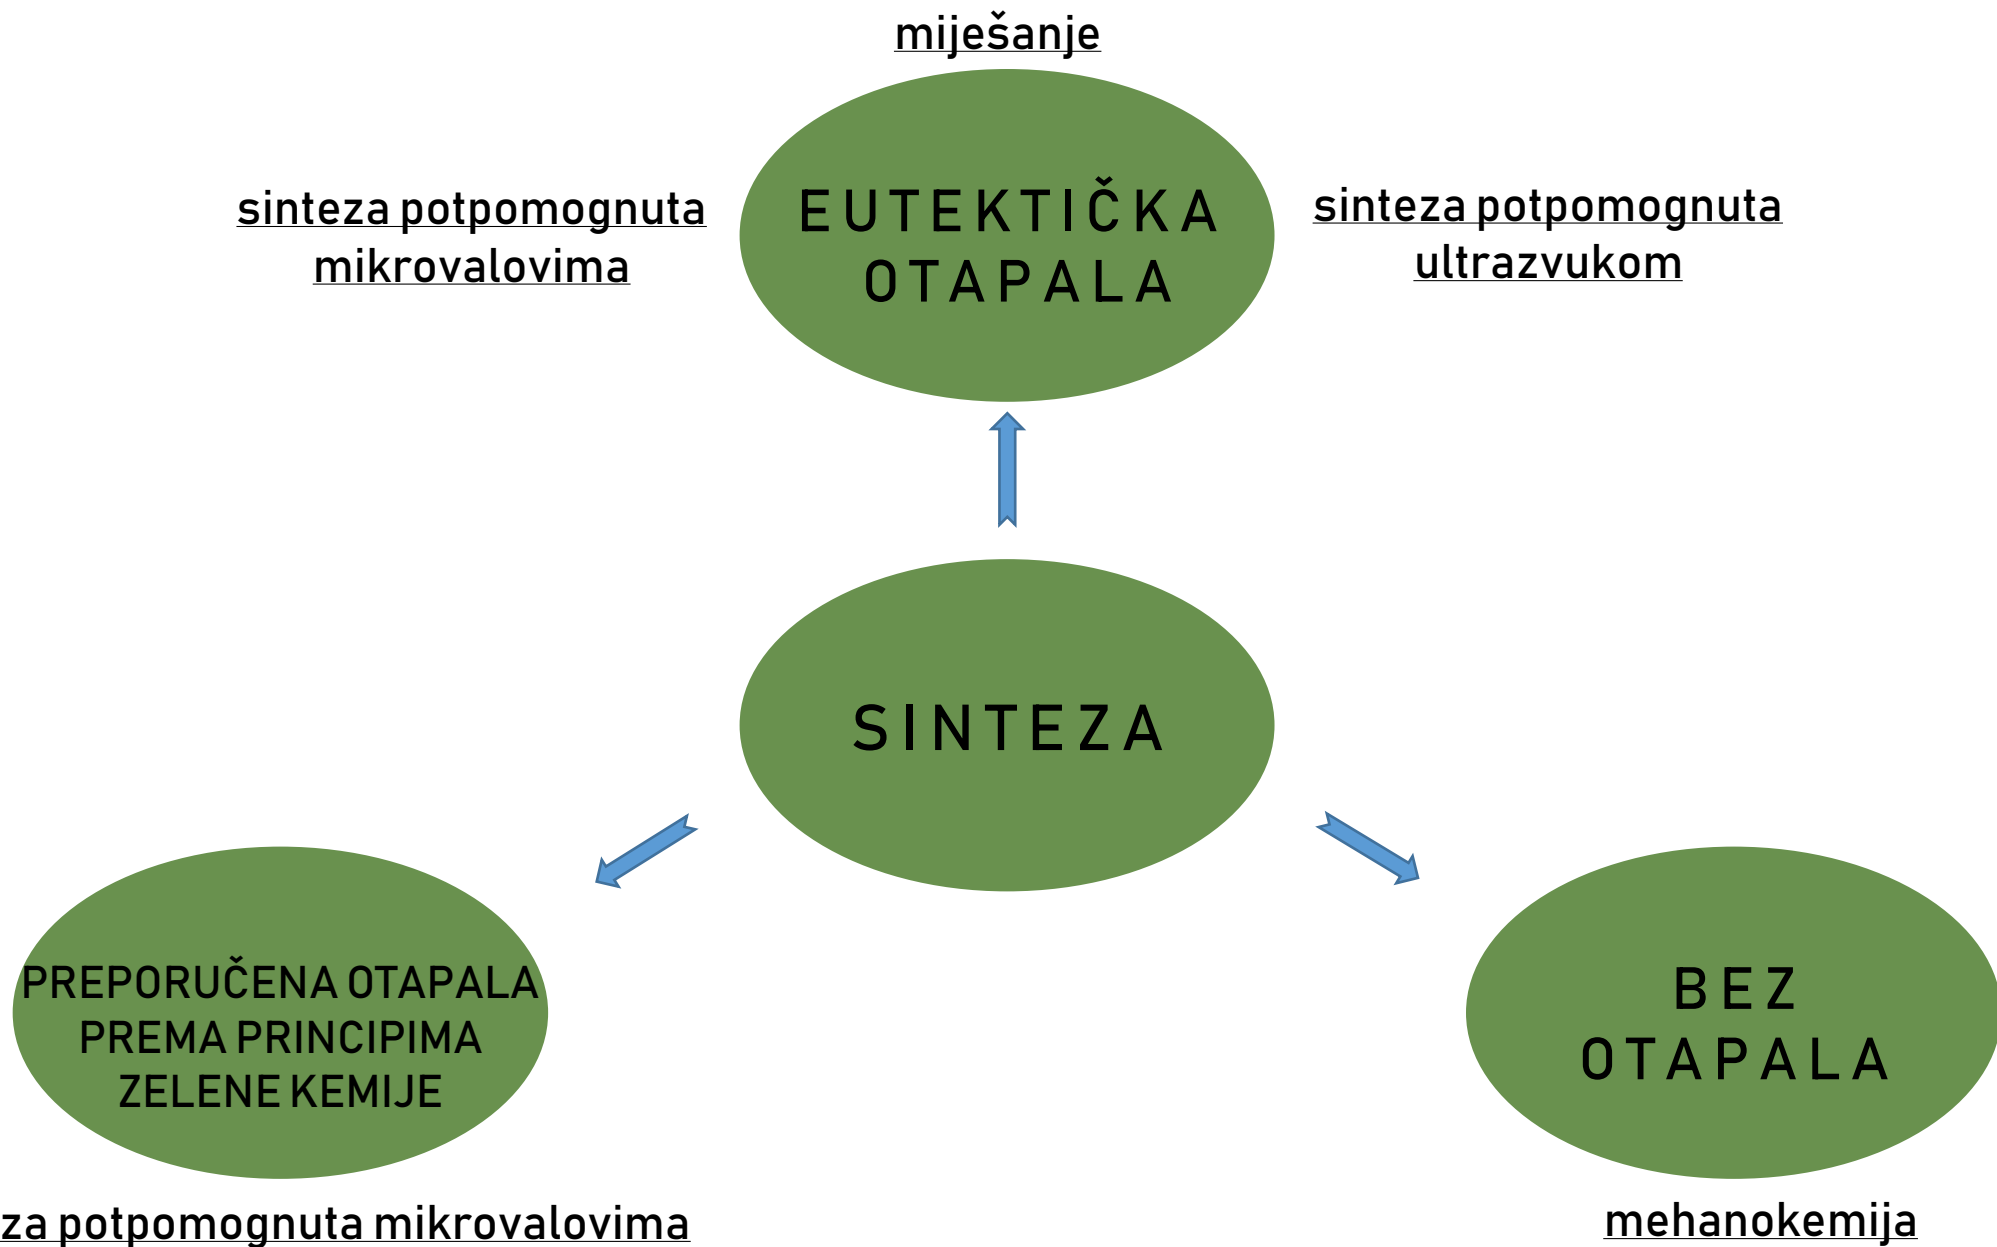 miješanje
sinteza potpomognuta
mikrovalovima
EUTEKTIČKA
OTAPALA
sinteza potpomognuta
ultrazvukom
SINTEZA
PREPORUČENA OTAPALA
PREMA PRINCIPIMA
ZELENE KEMIJE
za potpomognuta mikrovalovima
BEZ
OTAPALA
mehanokemija